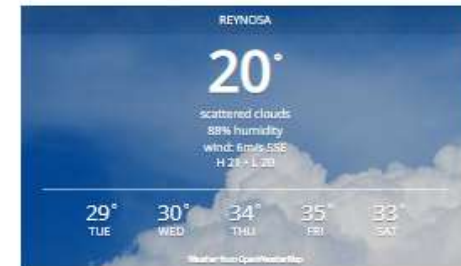 REYNOSA
20°
scattered clouds
88% humidity
wind: 6m/s SSE
H 21 • L 20
29° 30° 34° 35° 33°
TUE WED THU FRI SAT
Weather from OpenWeatherMap